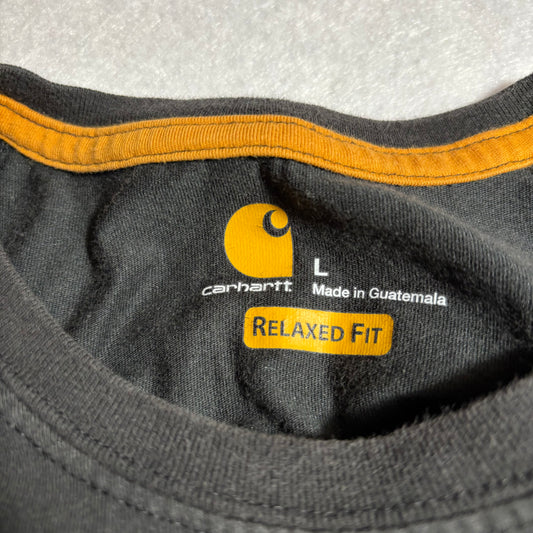 L
carhartt.
Made in Guatemala
RELAXED FIT